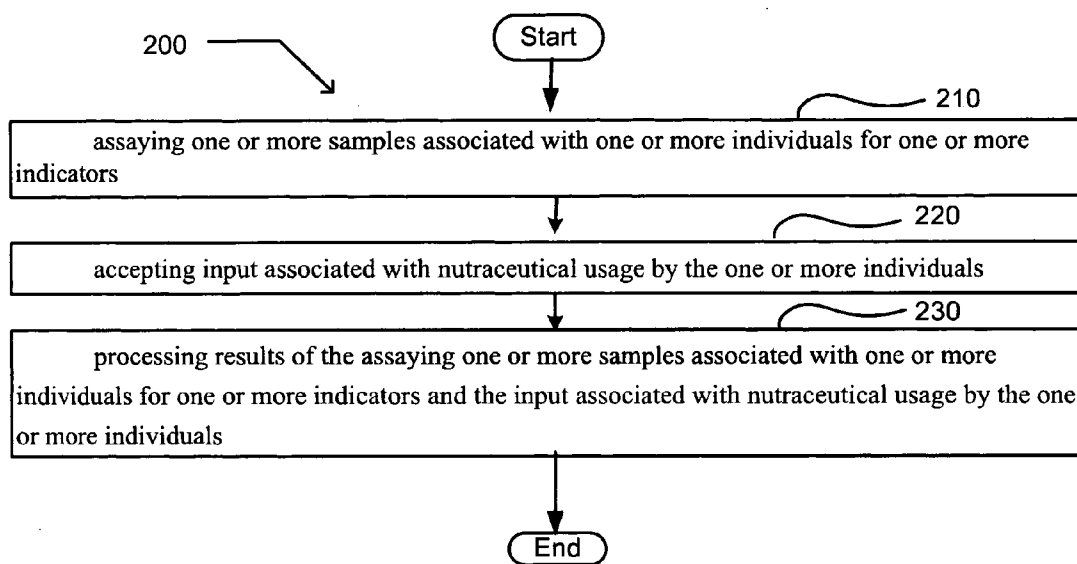 Start
200
210
assaying one or more samples associated with one or more individuals for one or more
indicators
220
accepting input associated with nutraceutical usage by the one or more individuals
230
processing results of the assaying one or more samples associated with one or more
individuals for one or more indicators and the input associated with nutraceutical usage by the one
or more individuals
End